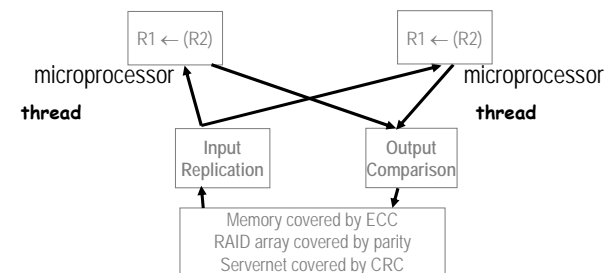 R1 ← (R2)
R1 ← (R2)
microprocessor
microprocessor
thread
thread
Input
Replication
Output
Comparison
Memory covered by ECC
RAID array covered by parity
Servernet covered by CRC